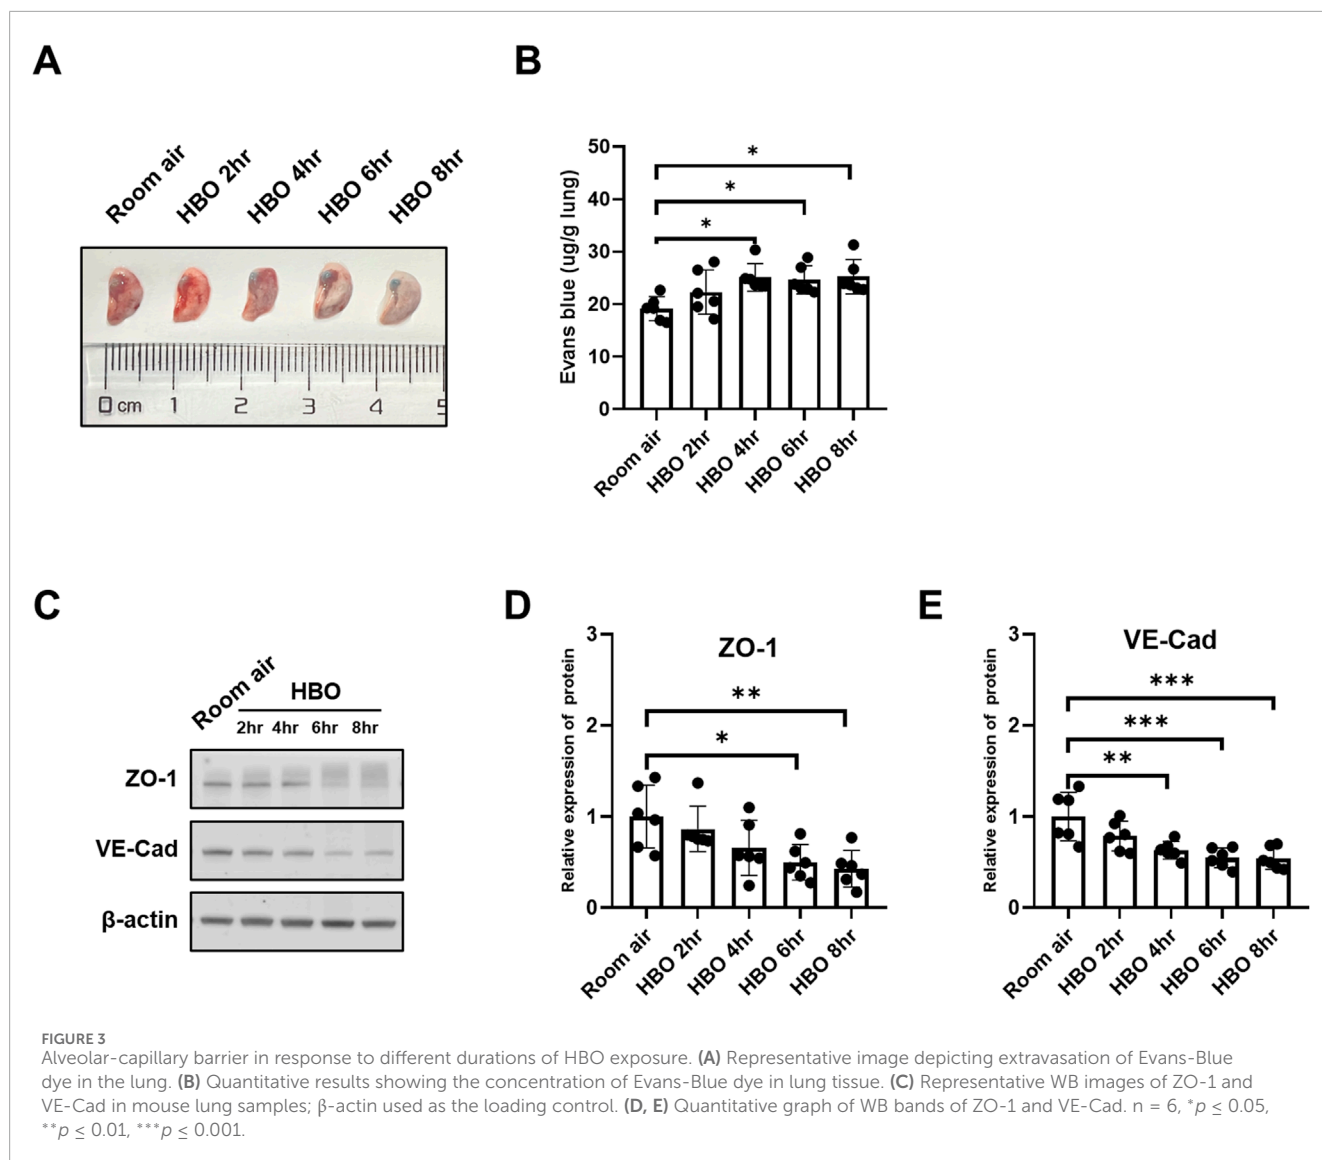 A
Room air
HBO 2hr
HBO 4hr
HBO 6hr
HBO 8hr
0 cm 1 2 3 4 5
B
Evans blue (ug/g lung)
50
40
30
20
10
0
*
*
*
Room air
HBO 2hr
HBO 4hr
HBO 6hr
HBO 8hr
C
Room air
HBO
2hr 4hr 6hr 8hr
ZO-1
VE-Cad
β-actin
D
ZO-1
Relative expression of protein
3
2
1
0
**
*
Room air
HBO 2hr
HBO 4hr
HBO 6hr
HBO 8hr
E
VE-Cad
Relative expression of protein
3
2
1
0
***
***
**
Room air
HBO 2hr
HBO 4hr
HBO 6hr
HBO 8hr
FIGURE 3
Alveolar-capillary barrier in response to different durations of HBO exposure. (A) Representative image depicting extravasation of Evans-Blue
dye in the lung. (B) Quantitative results showing the concentration of Evans-Blue dye in lung tissue. (C) Representative WB images of ZO-1 and
VE-Cad in mouse lung samples; β-actin used as the loading control. (D, E) Quantitative graph of WB bands of ZO-1 and VE-Cad. n = 6, *p ≤ 0.05,
**p ≤ 0.01, ***p ≤ 0.001.